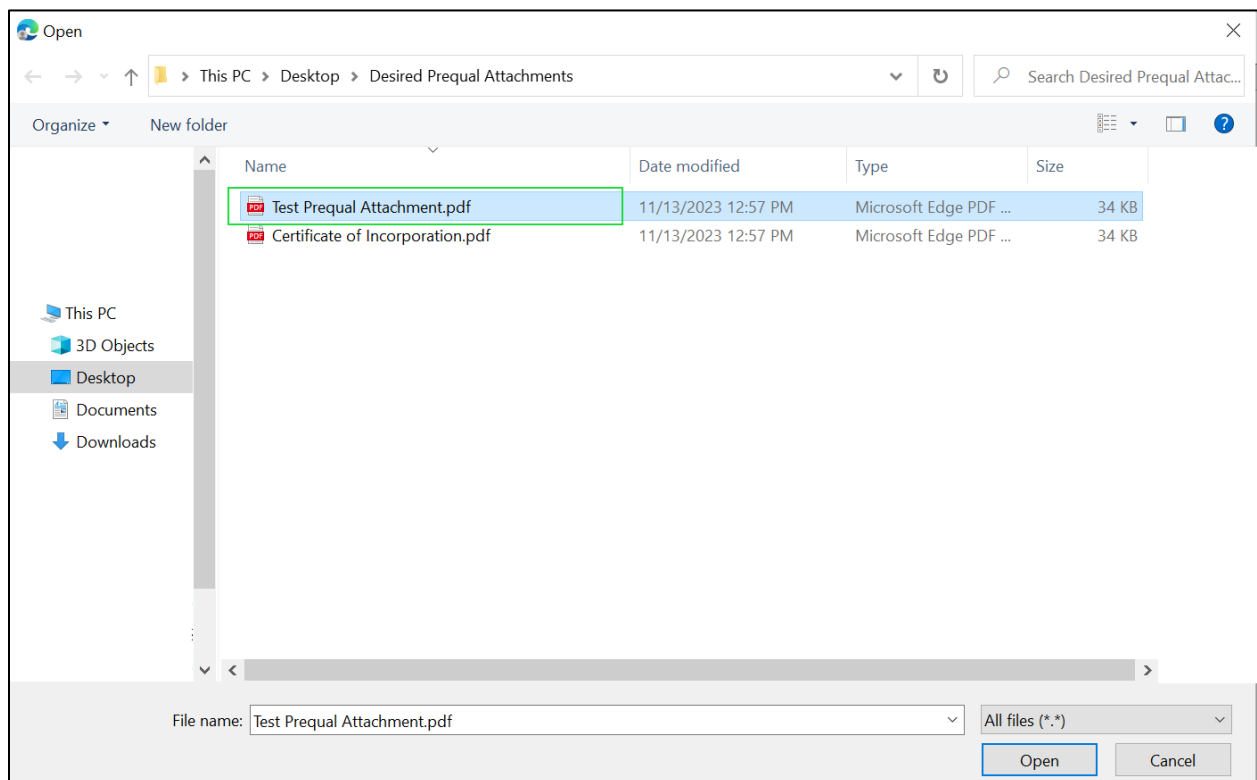 Open
This PC > Desktop > Desired Prequal Attachments
Search Desired Prequal Attac...
Organize
New folder
?
Name
Date modified
Type
Size
PDF Test Prequal Attachment.pdf 11/13/2023 12:57 PM Microsoft Edge PDF ... 34 KB
PDF Certificate of Incorporation.pdf 11/13/2023 12:57 PM Microsoft Edge PDF ... 34 KB
This PC
3D Objects
Desktop
Documents
Downloads
File name: Test Prequal Attachment.pdf
All files (*.*)
Open
Cancel